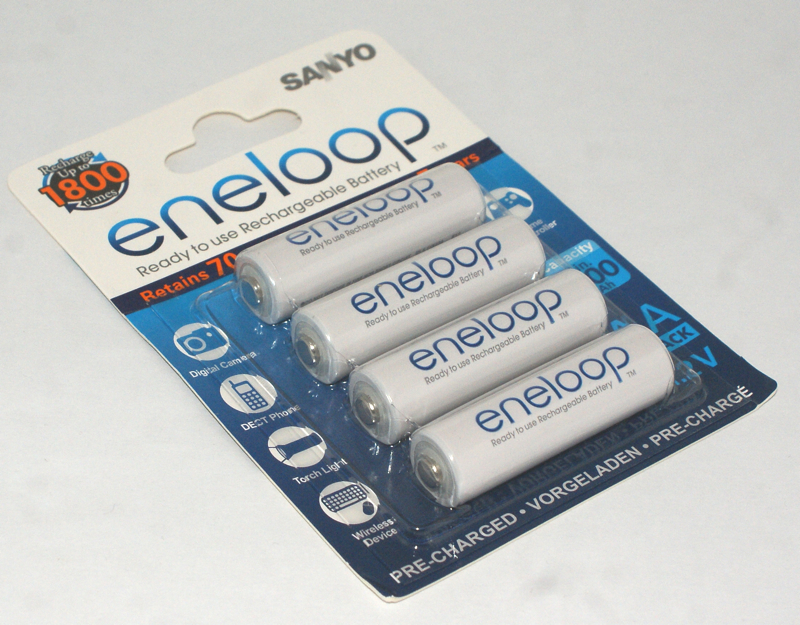 SANYO
Recharge
Up to
1800
times
eneloop™
Ready to use Rechargeable Battery
Retains 70
eneloop
Ready to use Rechargeable Battery ™
eneloop
Ready to use Rechargeable Battery ™
eneloop
Ready to use Rechargeable Battery ™
eneloop
Ready to use Rechargeable Battery ™
Capacity
Digital Camera
DECT Phone
Torch Light
Wireless
Device
PRE-CHARGED • VORGELADEN • PRE-CHARGÉ